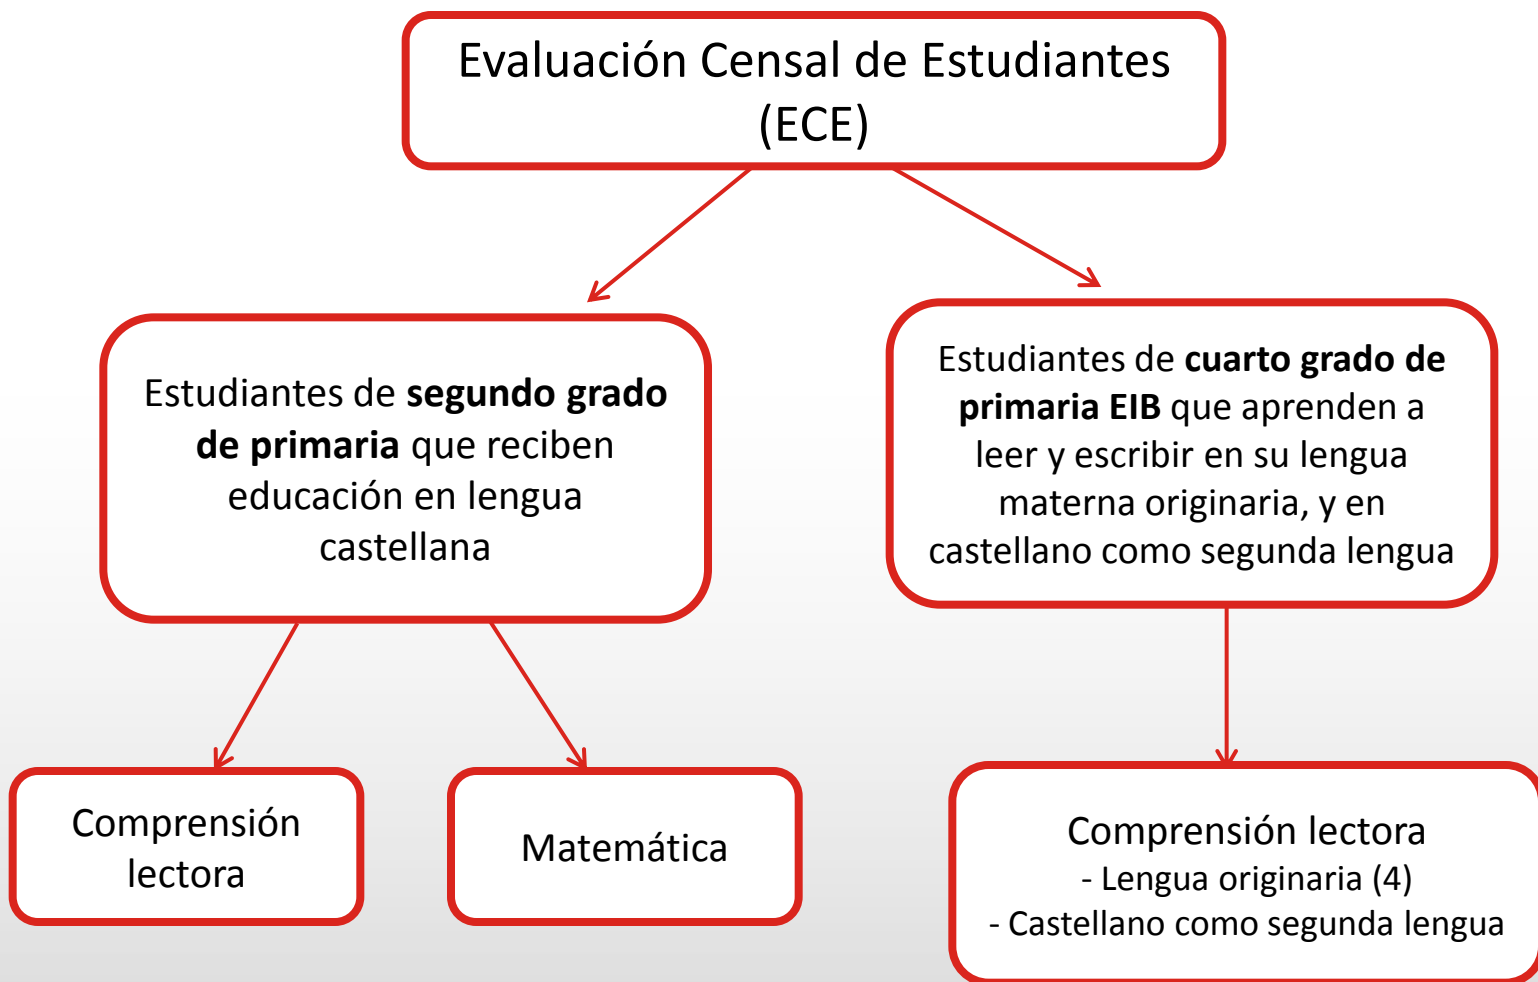 Evaluación Censal de Estudiantes
(ECE)
Estudiantes de segundo grado
de primaria que reciben
educación en lengua
castellana
Estudiantes de cuarto grado de
primaria EIB que aprenden a
leer y escribir en su lengua
materna originaria, y en
castellano como segunda lengua
Comprensión
lectora
Matemática
Comprensión lectora
- Lengua originaria (4)
- Castellano como segunda lengua